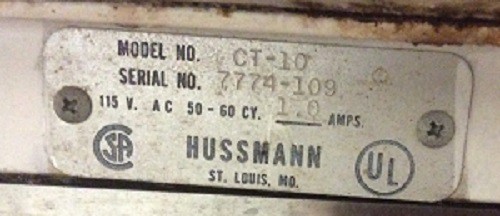 MODEL NO. CT-10
SERIAL NO. 7774-109
115 V. AC 50-60 CY. 1.0 AMPS.
SA HUSSMANN UL
ST. LOUIS, MO.